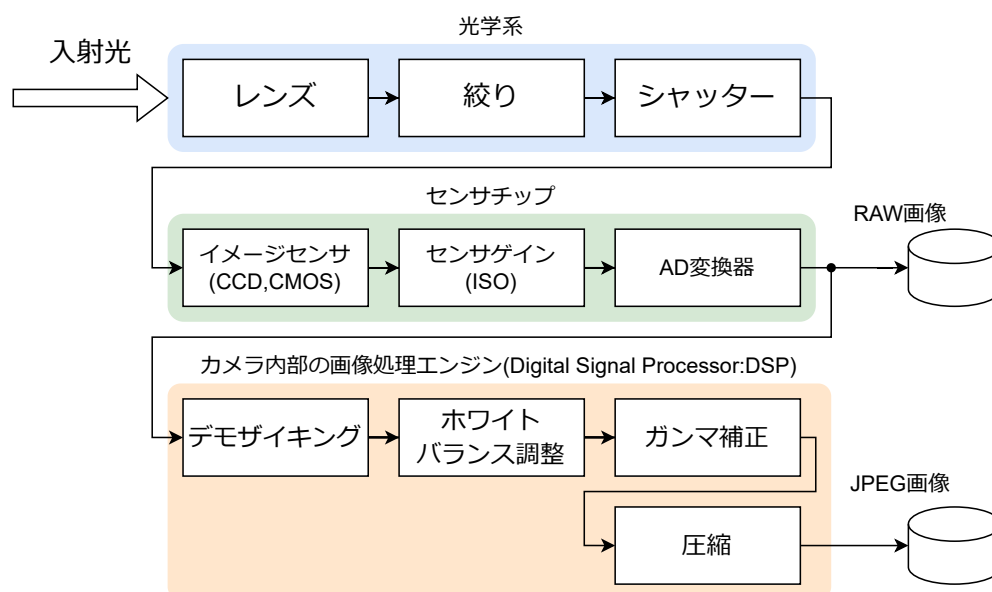 光学系
入射光
レンズ
絞り
シャッター
センサチップ
RAW画像
イメージセンサ
(CCD,CMOS)
センサゲイン
(ISO)
AD変換器
カメラ内部の画像処理エンジン(Digital Signal Processor:DSP)
デモザイキング
ホワイト
バランス調整
ガンマ補正
JPEG画像
圧縮